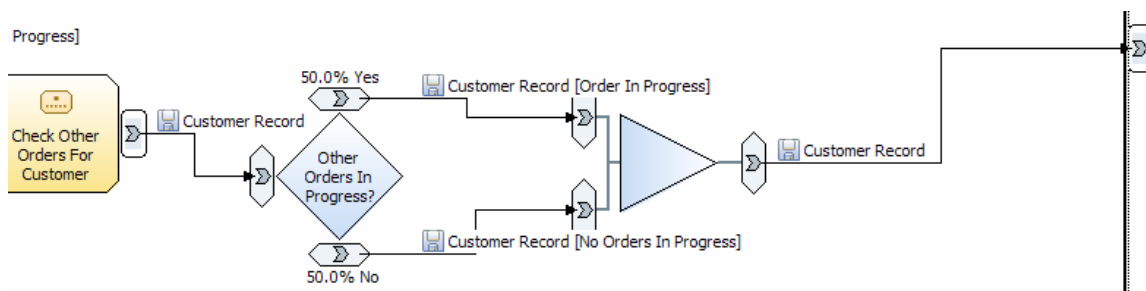 Progress]
Check Other
Orders For
Customer
Customer Record
50.0% Yes
Other
Orders In
Progress?
50.0% No
Customer Record [Order In Progress]
Customer Record [No Orders In Progress]
Customer Record